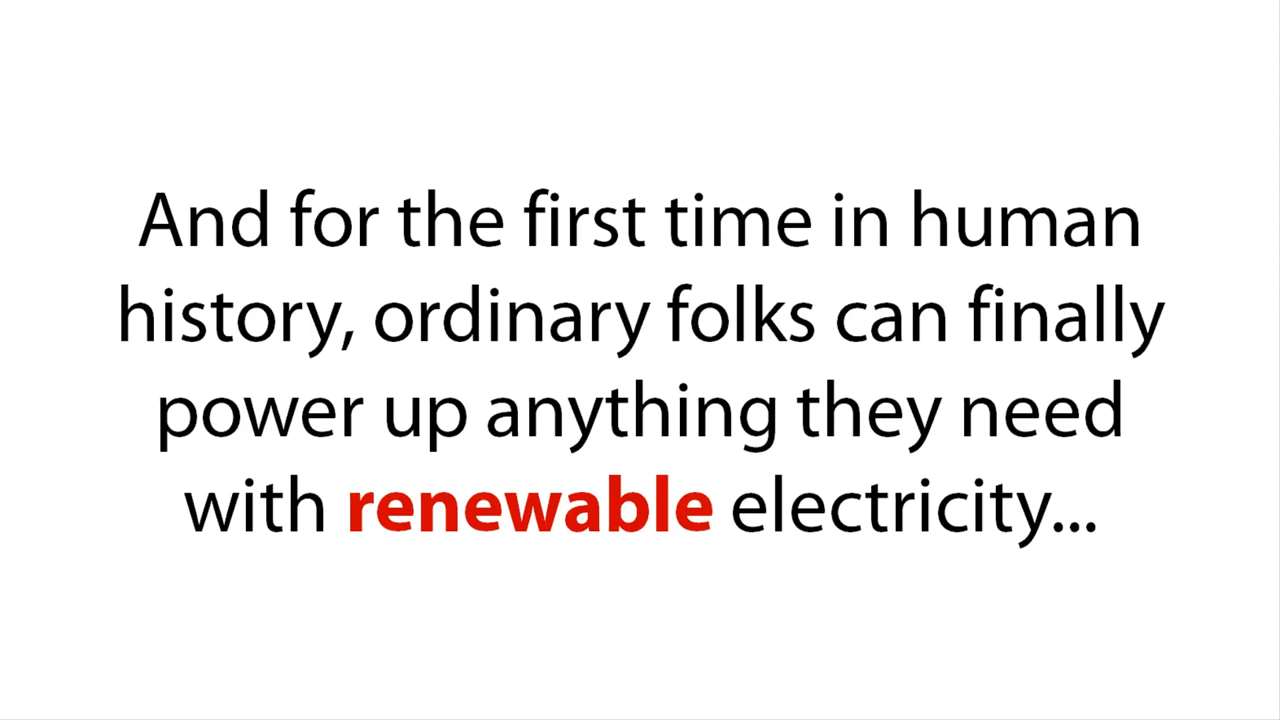 And for the first time in human
history, ordinary folks can finally
power up anything they need
with renewable electricity...